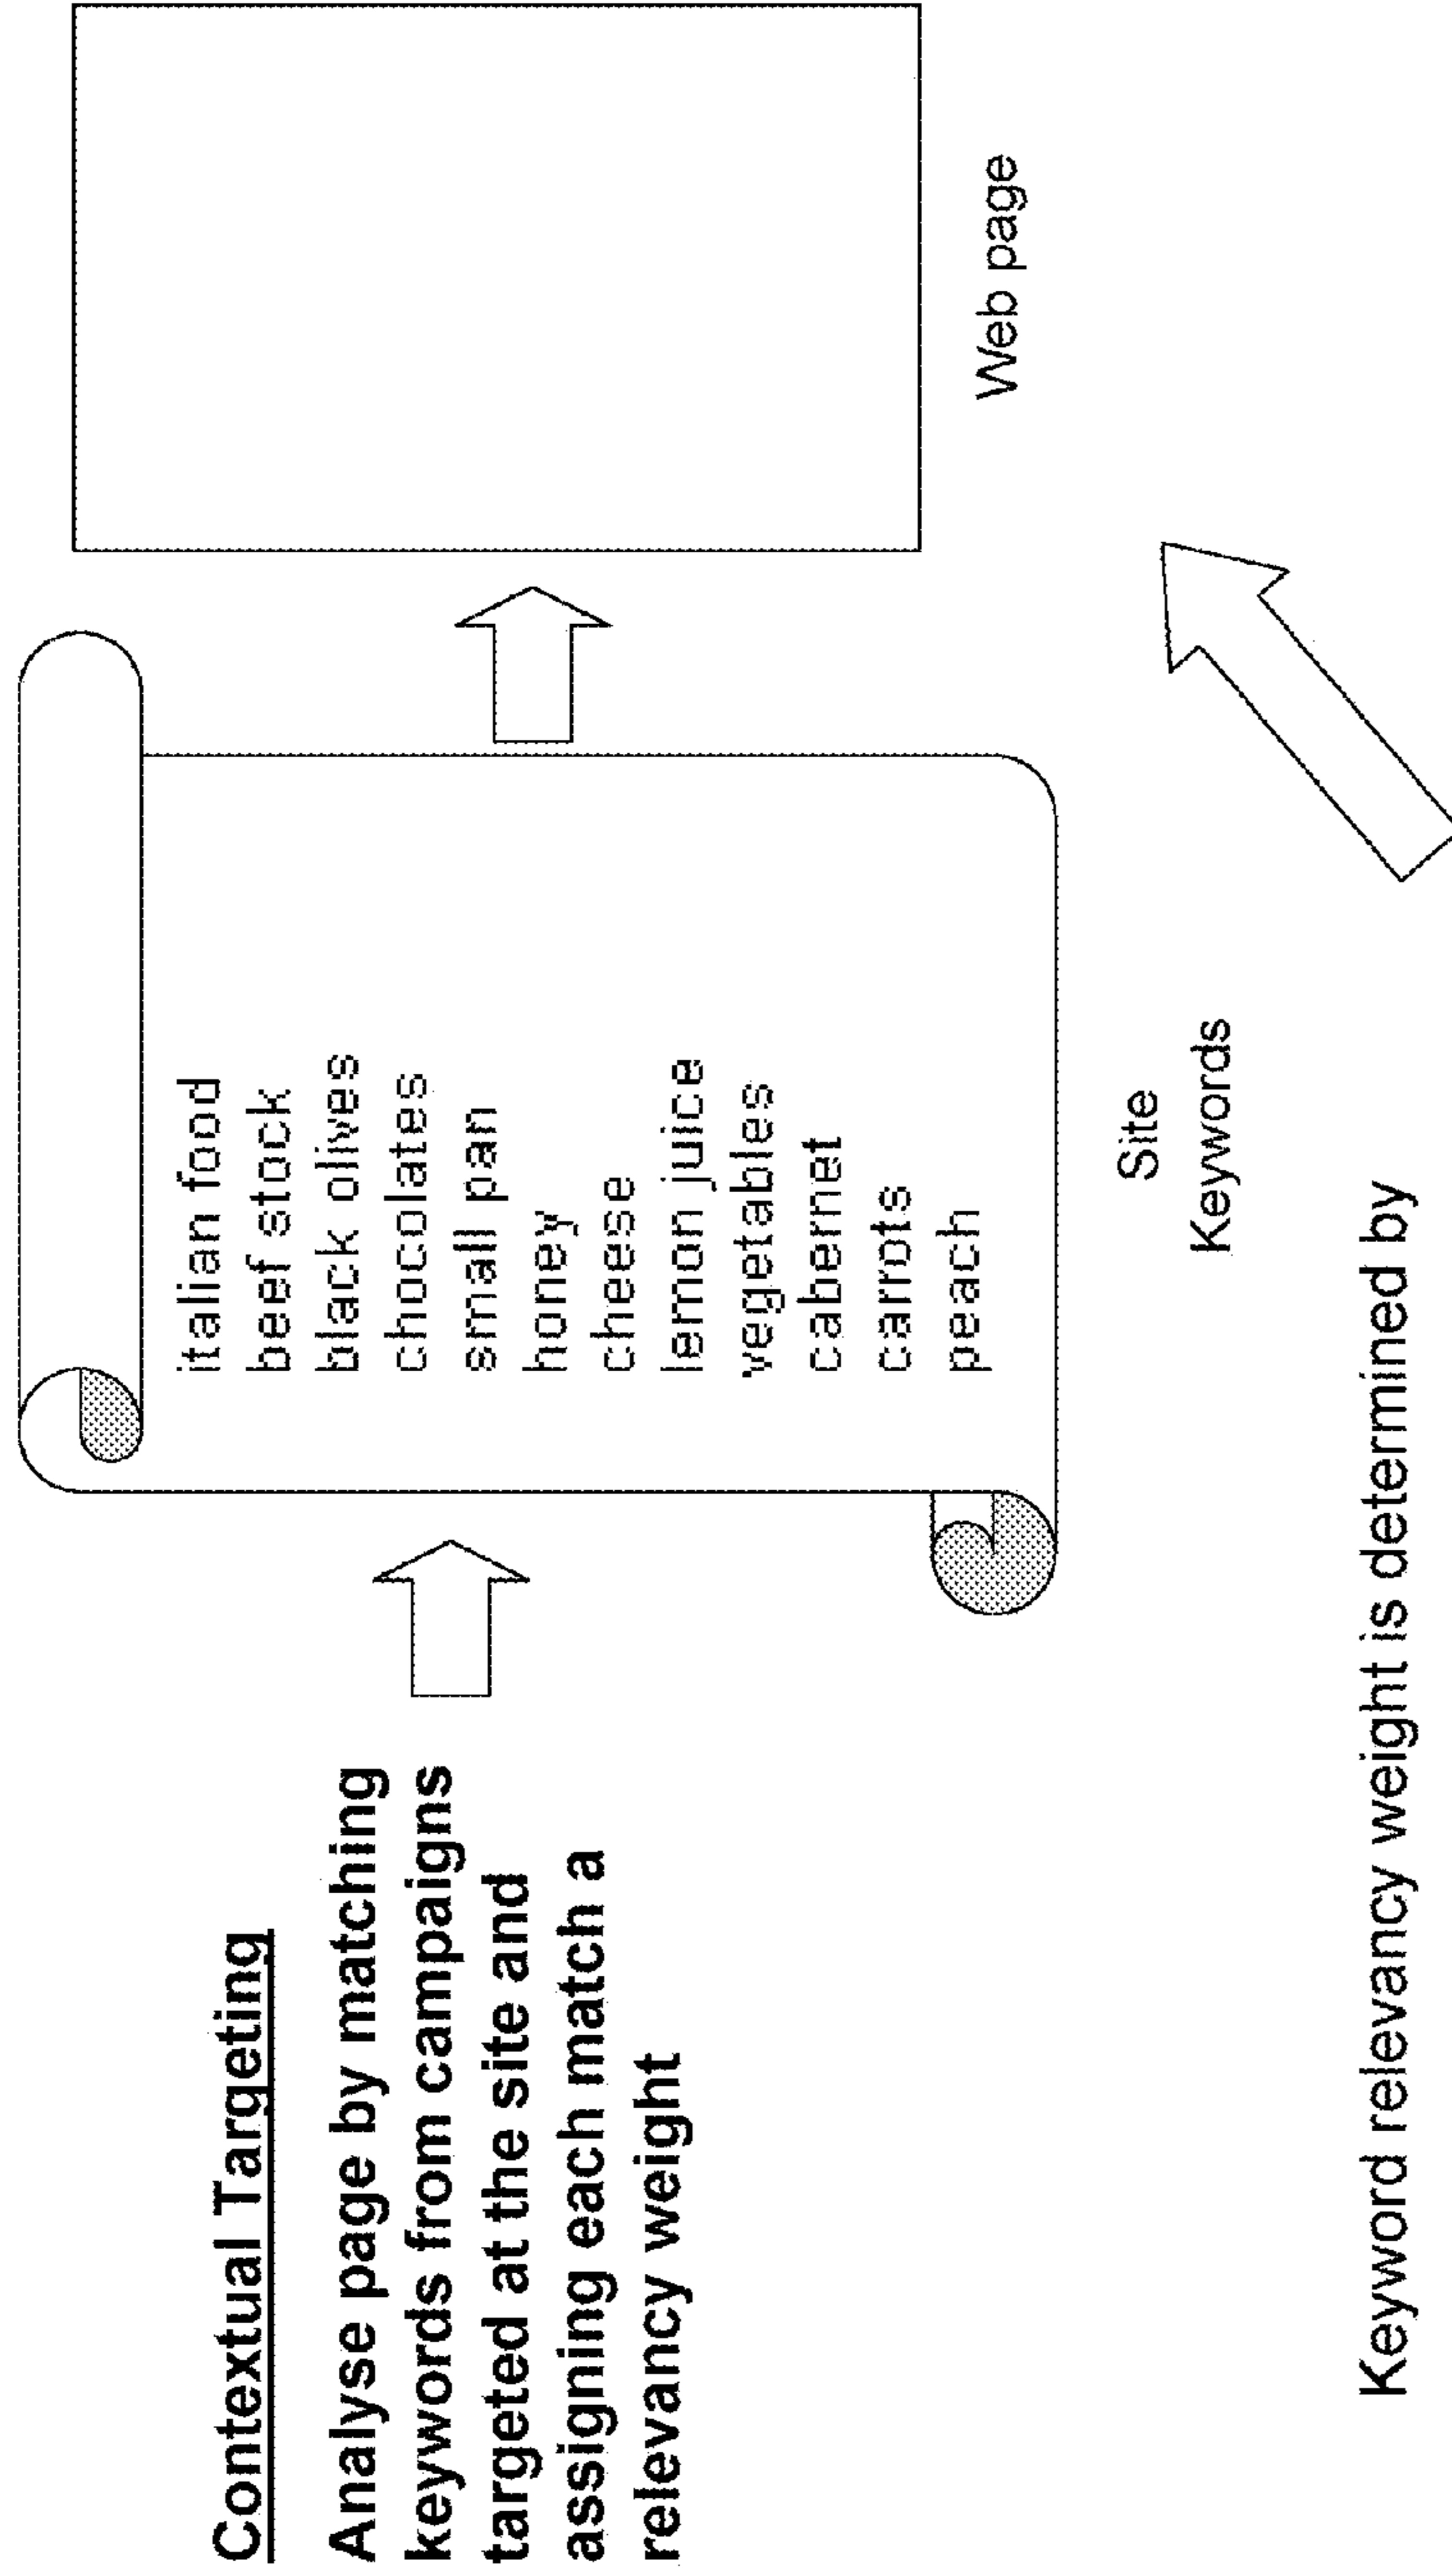 Contextual Targeting
Analyse page by matching
keywords from campaigns
targeted at the site and
assigning each match a
relevancy weight
italian food
beef stock
black olives
chocolates
small pan
honey
cheese
lemon juice
vegetables
cabernet
carrots
peach
Site
Keywords
Web page
Keyword relevancy weight is determined by